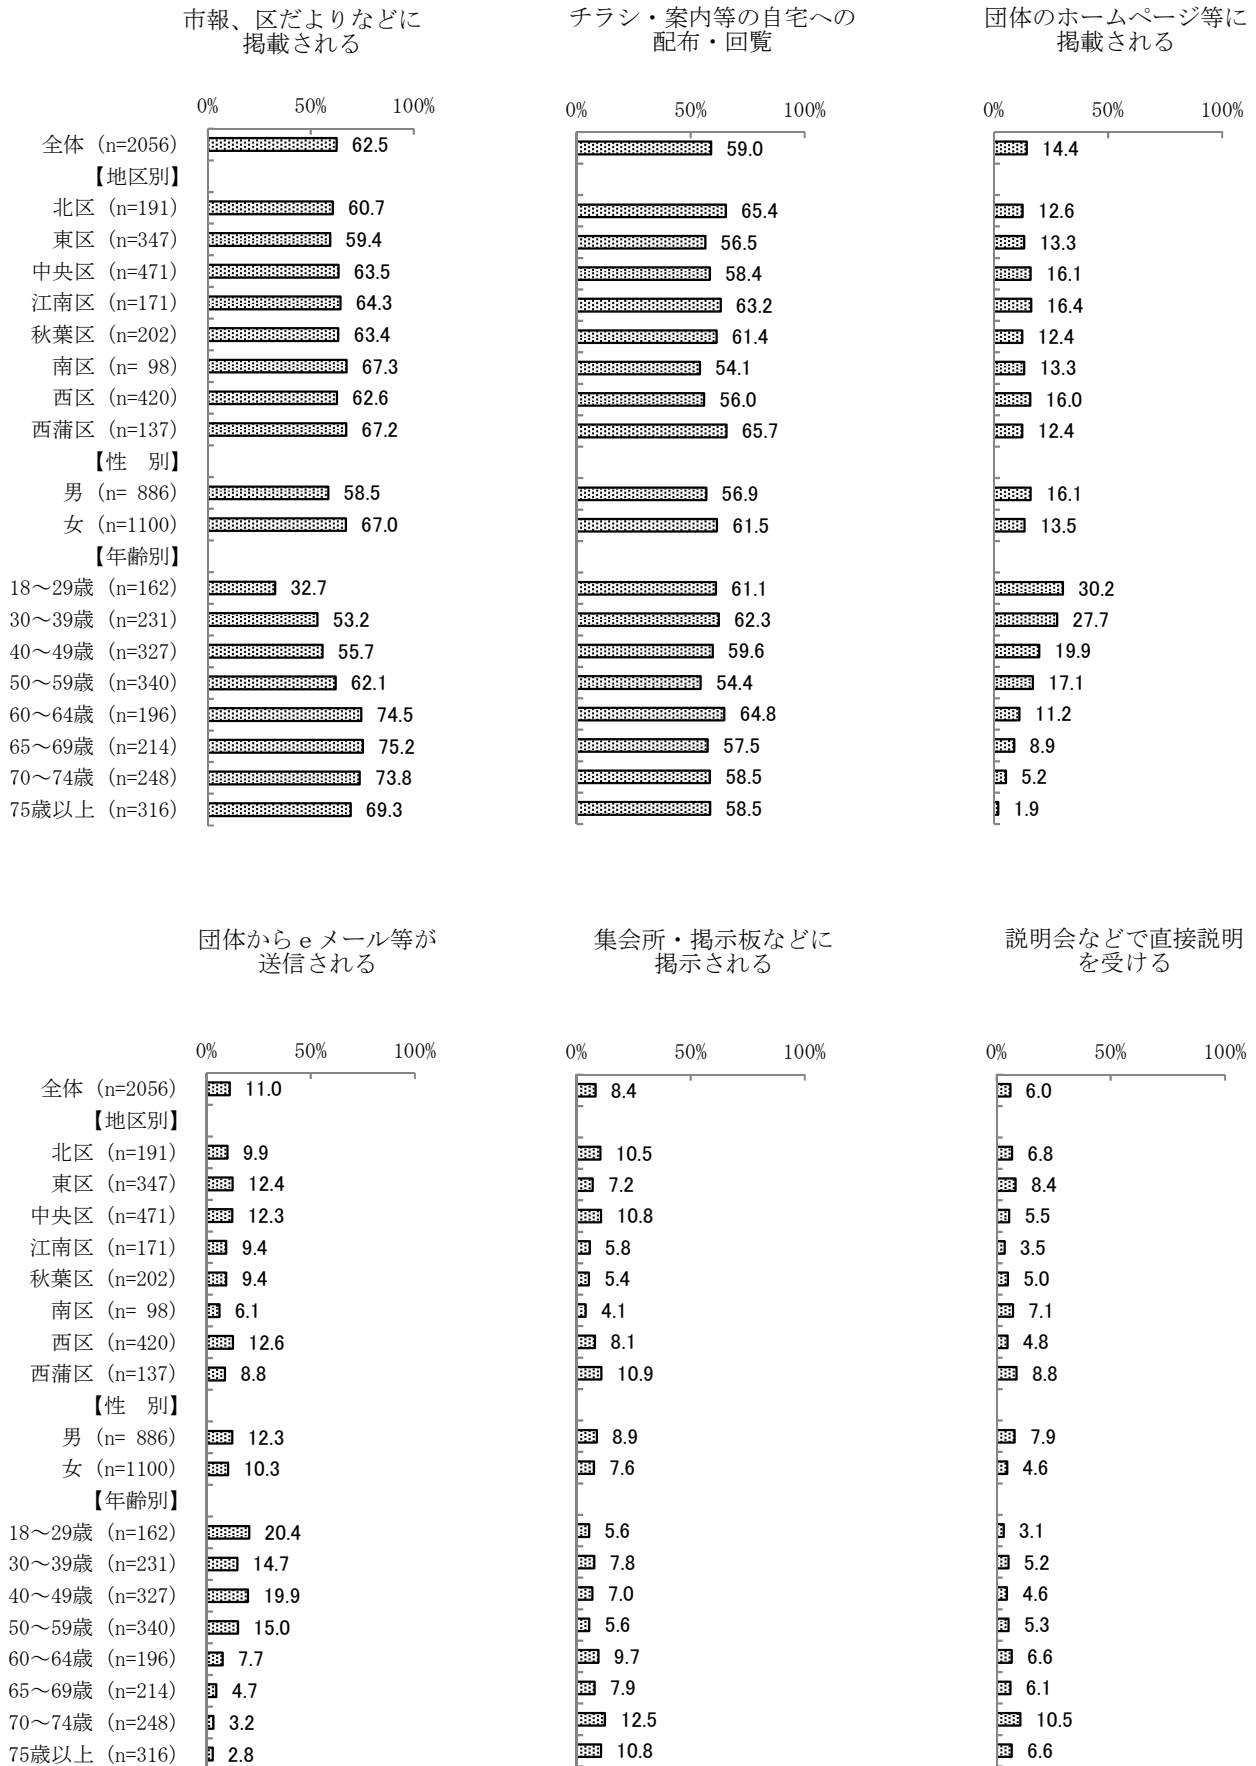 市報、区だよりなどに
掲載される
チラシ・案内等の自宅への
配布・回覧
団体のホームページ等に
掲載される
0% 50% 100% 0% 50% 100% 0% 50% 100%
全体 (n=2056) 62.5 59.0 14.4
【地区別】
北区 (n=191) 60.7 65.4 12.6
東区 (n=347) 59.4 56.5 13.3
中央区 (n=471) 63.5 58.4 16.1
江南区 (n=171) 64.3 63.2 16.4
秋葉区 (n=202) 63.4 61.4 12.4
南区 (n= 98) 67.3 54.1 13.3
西区 (n=420) 62.6 56.0 16.0
西蒲区 (n=137) 67.2 65.7 12.4
【性　別】
男 (n= 886) 58.5 56.9 16.1
女 (n=1100) 67.0 61.5 13.5
【年齢別】
18～29歳 (n=162) 32.7 61.1 30.2
30～39歳 (n=231) 53.2 62.3 27.7
40～49歳 (n=327) 55.7 59.6 19.9
50～59歳 (n=340) 62.1 54.4 17.1
60～64歳 (n=196) 74.5 64.8 11.2
65～69歳 (n=214) 75.2 57.5 8.9
70～74歳 (n=248) 73.8 58.5 5.2
75歳以上 (n=316) 69.3 58.5 1.9
団体からｅメール等が
送信される
集会所・掲示板などに
掲示される
説明会などで直接説明
を受ける
0% 50% 100% 0% 50% 100% 0% 50% 100%
全体 (n=2056) 11.0 8.4 6.0
【地区別】
北区 (n=191) 9.9 10.5 6.8
東区 (n=347) 12.4 7.2 8.4
中央区 (n=471) 12.3 10.8 5.5
江南区 (n=171) 9.4 5.8 3.5
秋葉区 (n=202) 9.4 5.4 5.0
南区 (n= 98) 6.1 4.1 7.1
西区 (n=420) 12.6 8.1 4.8
西蒲区 (n=137) 8.8 10.9 8.8
【性　別】
男 (n= 886) 12.3 8.9 7.9
女 (n=1100) 10.3 7.6 4.6
【年齢別】
18～29歳 (n=162) 20.4 5.6 3.1
30～39歳 (n=231) 14.7 7.8 5.2
40～49歳 (n=327) 19.9 7.0 4.6
50～59歳 (n=340) 15.0 5.6 5.3
60～64歳 (n=196) 7.7 9.7 6.6
65～69歳 (n=214) 4.7 7.9 6.1
70～74歳 (n=248) 3.2 12.5 10.5
75歳以上 (n=316) 2.8 10.8 6.6